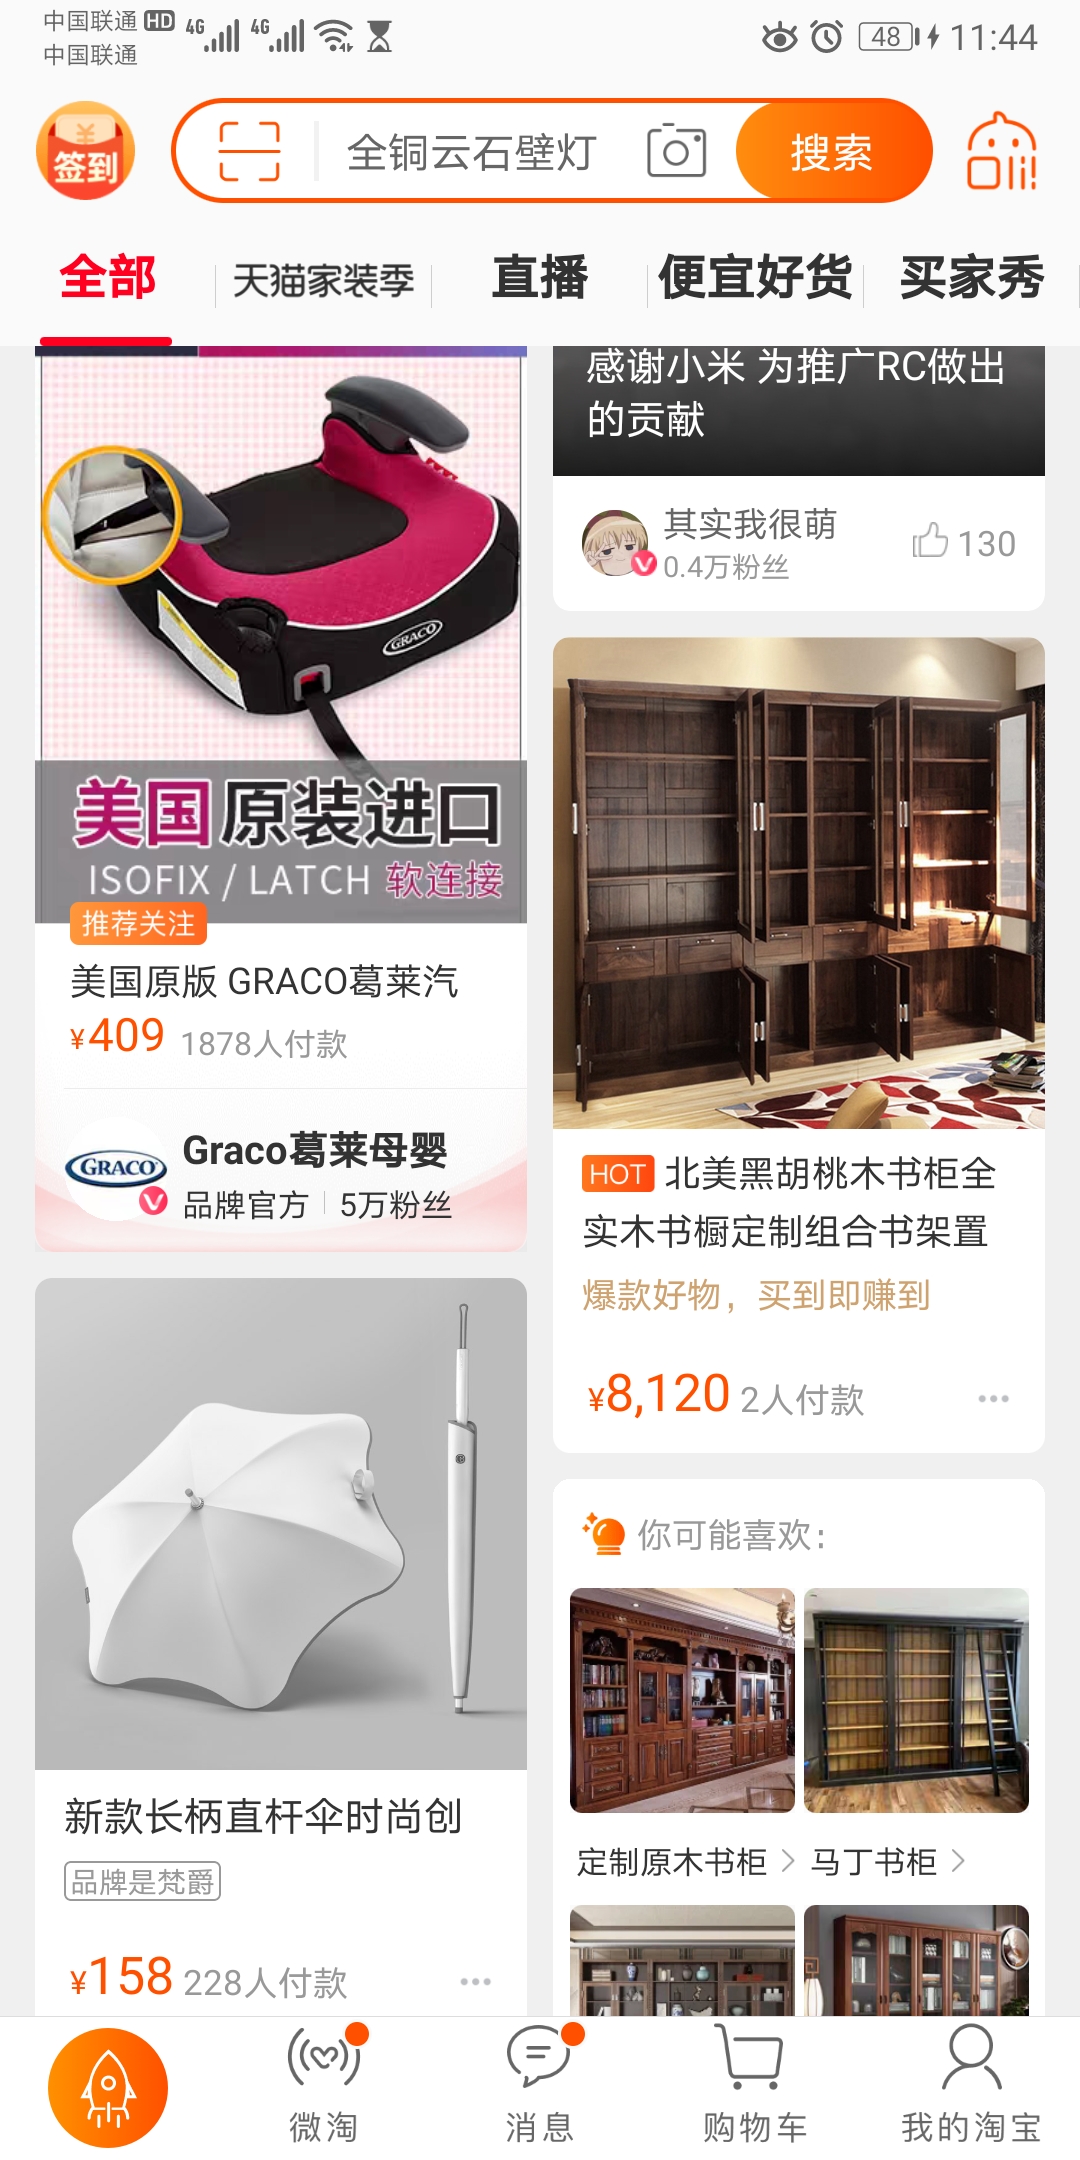 中国联通 HD 4G 4G 48 11:44
中国联通
¥
签到
全铜云石壁灯
搜索
全部
天猫家装季
直播
便宜好货
买家秀
GRACO
美国原装进口
ISOFIX / LATCH 软连接
推荐关注
美国原版 GRACO葛莱汽
¥409 1878人付款
GRACO
Graco葛莱母婴
品牌官方 5万粉丝
新款长柄直杆伞时尚创
品牌是梵爵
¥158 228人付款
感谢小米 为推广RC做出
的贡献
其实我很萌
0.4万粉丝
130
HOT 北美黑胡桃木书柜全
实木书橱定制组合书架置
爆款好物，买到即赚到
¥8,120 2人付款
你可能喜欢：
定制原木书柜
马丁书柜
微淘
消息
购物车
我的淘宝